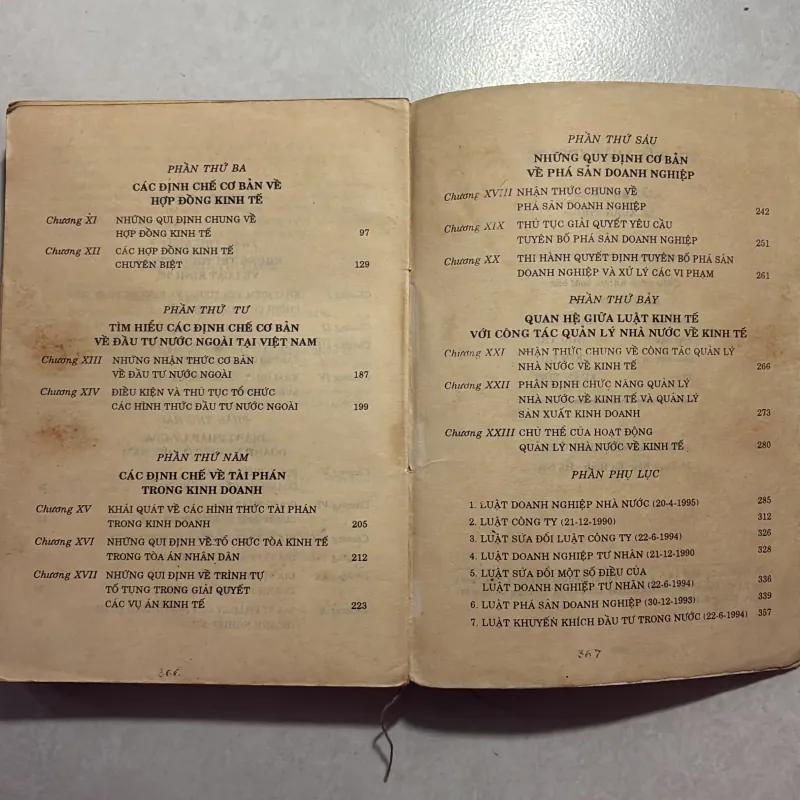 PHẦN THỨ BA
CÁC ĐỊNH CHẾ CƠ BẢN VỀ
HỢP ĐỒNG KINH TẾ
Chương XI NHỮNG QUI ĐỊNH CHUNG VỀ
HỢP ĐỒNG KINH TẾ 97
Chương XII CÁC HỢP ĐỒNG KINH TẾ
CHUYÊN BIỆT 129
PHẦN THỨ TƯ
TÌM HIỂU CÁC ĐỊNH CHẾ CƠ BẢN
VỀ ĐẦU TƯ NƯỚC NGOÀI TẠI VIỆT NAM
Chương XIII NHỮNG NHẬN THỨC CƠ BẢN
VỀ ĐẦU TƯ NƯỚC NGOÀI 187
Chương XIV ĐIỀU KIỆN VÀ THỦ TỤC TỔ CHỨC
CÁC HÌNH THỨC ĐẦU TƯ NƯỚC NGOÀI 199
PHẦN THỨ NĂM
CÁC ĐỊNH CHẾ VỀ TÀI PHÁN
TRONG KINH DOANH
Chương XV KHÁI QUÁT VỀ CÁC HÌNH THỨC TÀI PHÁN
TRONG KINH DOANH 205
Chương XVI NHỮNG QUI ĐỊNH VỀ TỔ CHỨC TÒA KINH TẾ
TRONG TÒA ÁN NHÂN DÂN 212
Chương XVII NHỮNG QUI ĐỊNH VỀ TRÌNH TỰ
TỐ TỤNG TRONG GIẢI QUYẾT
CÁC VỤ ÁN KINH TẾ 223
366
PHẦN THỨ SÁU
NHỮNG QUY ĐỊNH CƠ BẢN
VỀ PHÁ SẢN DOANH NGHIỆP
Chương XVIII NHẬN THỨC CHUNG VỀ
PHÁ SẢN DOANH NGHIỆP 242
Chương XIX THỦ TỤC GIẢI QUYẾT YÊU CẦU
TUYÊN BỐ PHÁ SẢN DOANH NGHIỆP 251
Chương XX THI HÀNH QUYẾT ĐỊNH TUYÊN BỐ PHÁ SẢN
DOANH NGHIỆP VÀ XỬ LÝ CÁC VI PHẠM 261
PHẦN THỨ BẢY
QUAN HỆ GIỮA LUẬT KINH TẾ
VỚI CÔNG TÁC QUẢN LÝ NHÀ NƯỚC VỀ KINH TẾ
Chương XXI NHẬN THỨC CHUNG VỀ CÔNG TÁC QUẢN LÝ
NHÀ NƯỚC VỀ KINH TẾ 266
Chương XXII PHÂN ĐỊNH CHỨC NĂNG QUẢN LÝ
NHÀ NƯỚC VỀ KINH TẾ VÀ QUẢN LÝ
SẢN XUẤT KINH DOANH 273
Chương XXIII CHỦ THỂ CỦA HOẠT ĐỘNG
QUẢN LÝ NHÀ NƯỚC VỀ KINH TẾ 280
PHẦN PHỤ LỤC
1. LUẬT DOANH NGHIỆP NHÀ NƯỚC (20-4-1995) 285
2. LUẬT CÔNG TY (21-12-1990) 312
3. LUẬT SỬA ĐỔI LUẬT CÔNG TY (22-6-1994) 326
4. LUẬT DOANH NGHIỆP TƯ NHÂN (21-12-1990 328
5. LUẬT SỬA ĐỔI MỘT SỐ ĐIỀU CỦA
LUẬT DOANH NGHIỆP TƯ NHÂN (22-6-1994) 336
6. LUẬT PHÁ SẢN DOANH NGHIỆP (30-12-1993) 339
7. LUẬT KHUYẾN KHÍCH ĐẦU TƯ TRONG NƯỚC (22-6-1994) 357
367